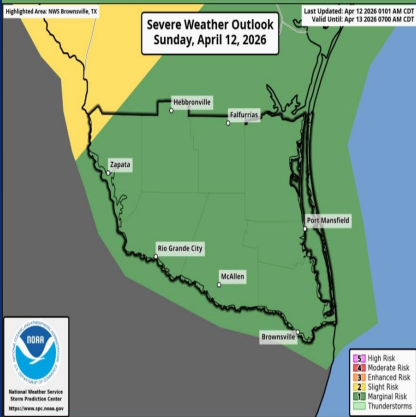 Highlighted Area: NWS Brownsville, TX
Severe Weather Outlook
Sunday, April 12, 2026
Last Updated: Apr 12 2026 0101 AM CDT
Valid Until: Apr 13 2026 0700 AM CDT
Hebbronville
Falfurrias
Zapata
Port Mansfield
Rio Grande City
McAllen
Brownsville
NOAA
National Weather Service
Storm Prediction Center
https://www.spc.noaa.gov
5 High Risk
4 Moderate Risk
3 Enhanced Risk
2 Slight Risk
1 Marginal Risk
Thunderstorms